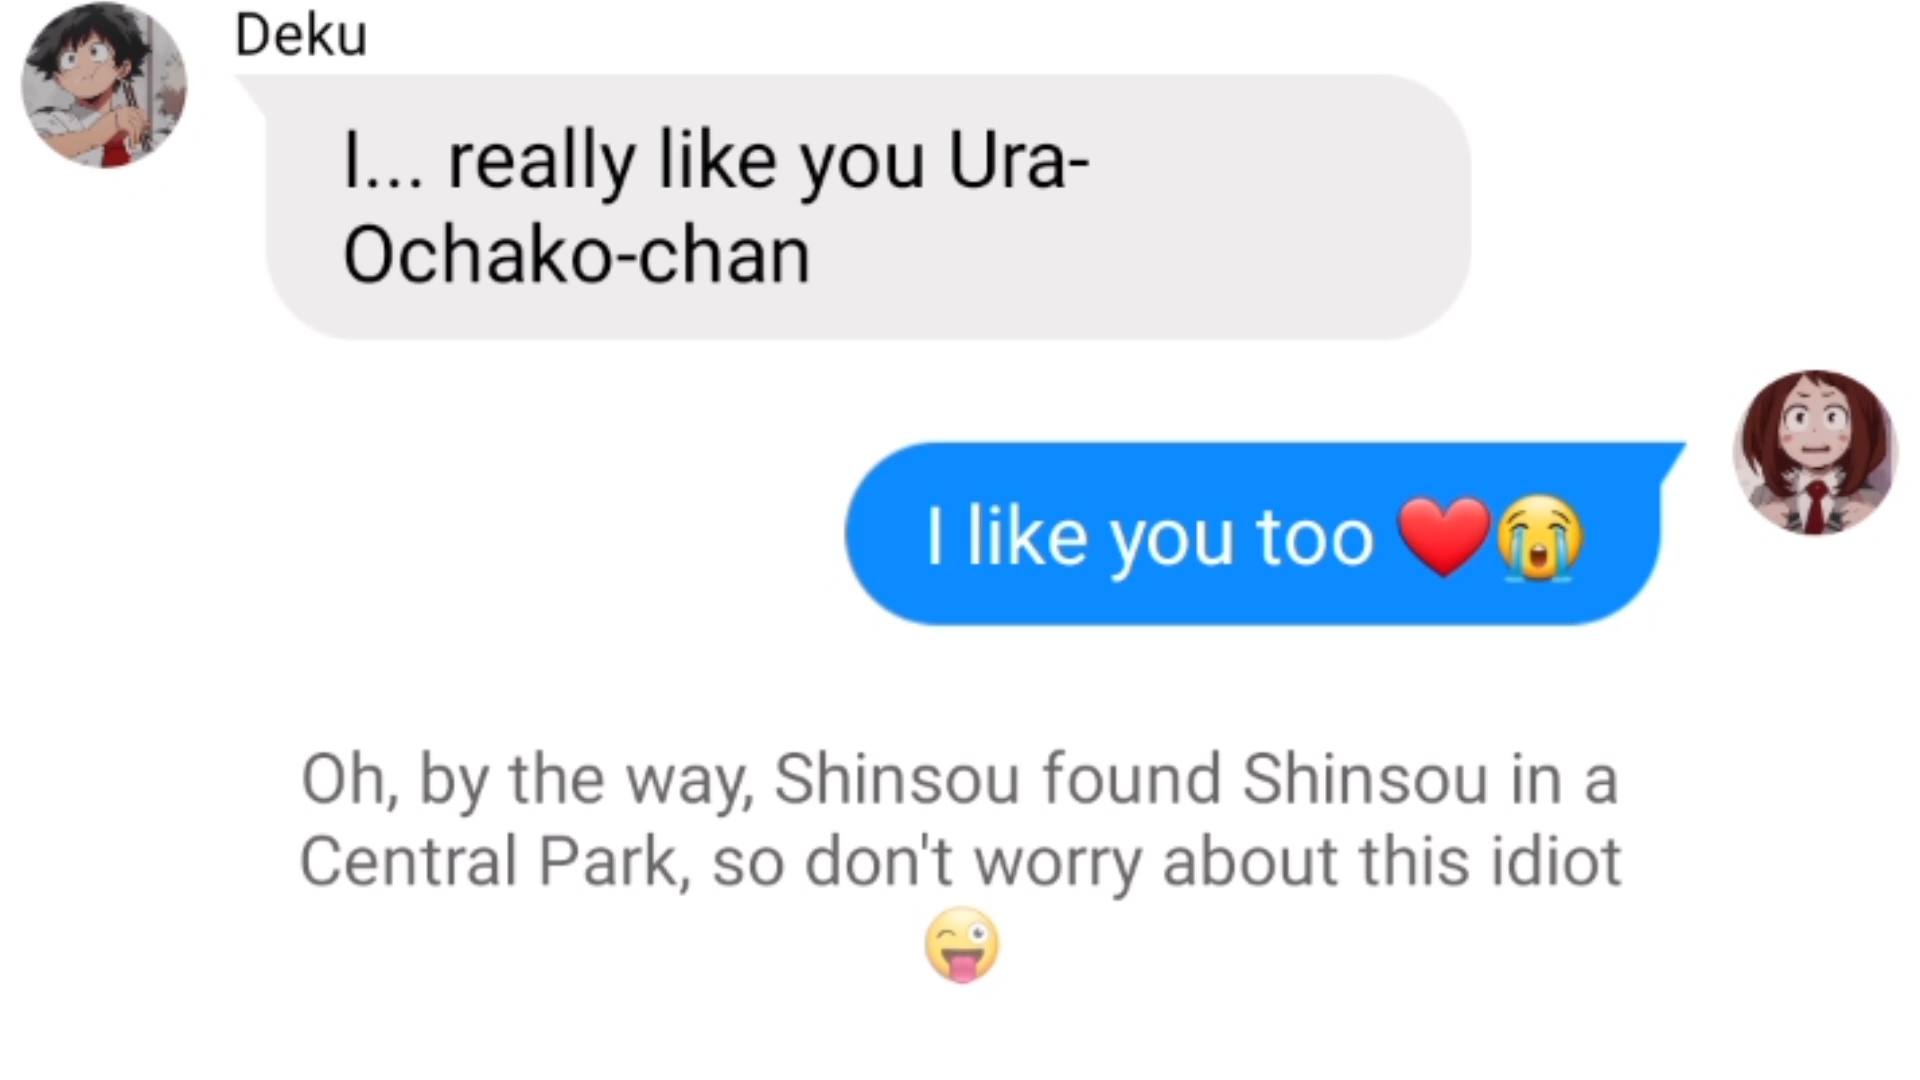 Deku
I... really like you Ura-
Ochako-chan
I like you too ❤️😭
Oh, by the way, Shinsou found Shinsou in a
Central Park, so don't worry about this idiot
😜